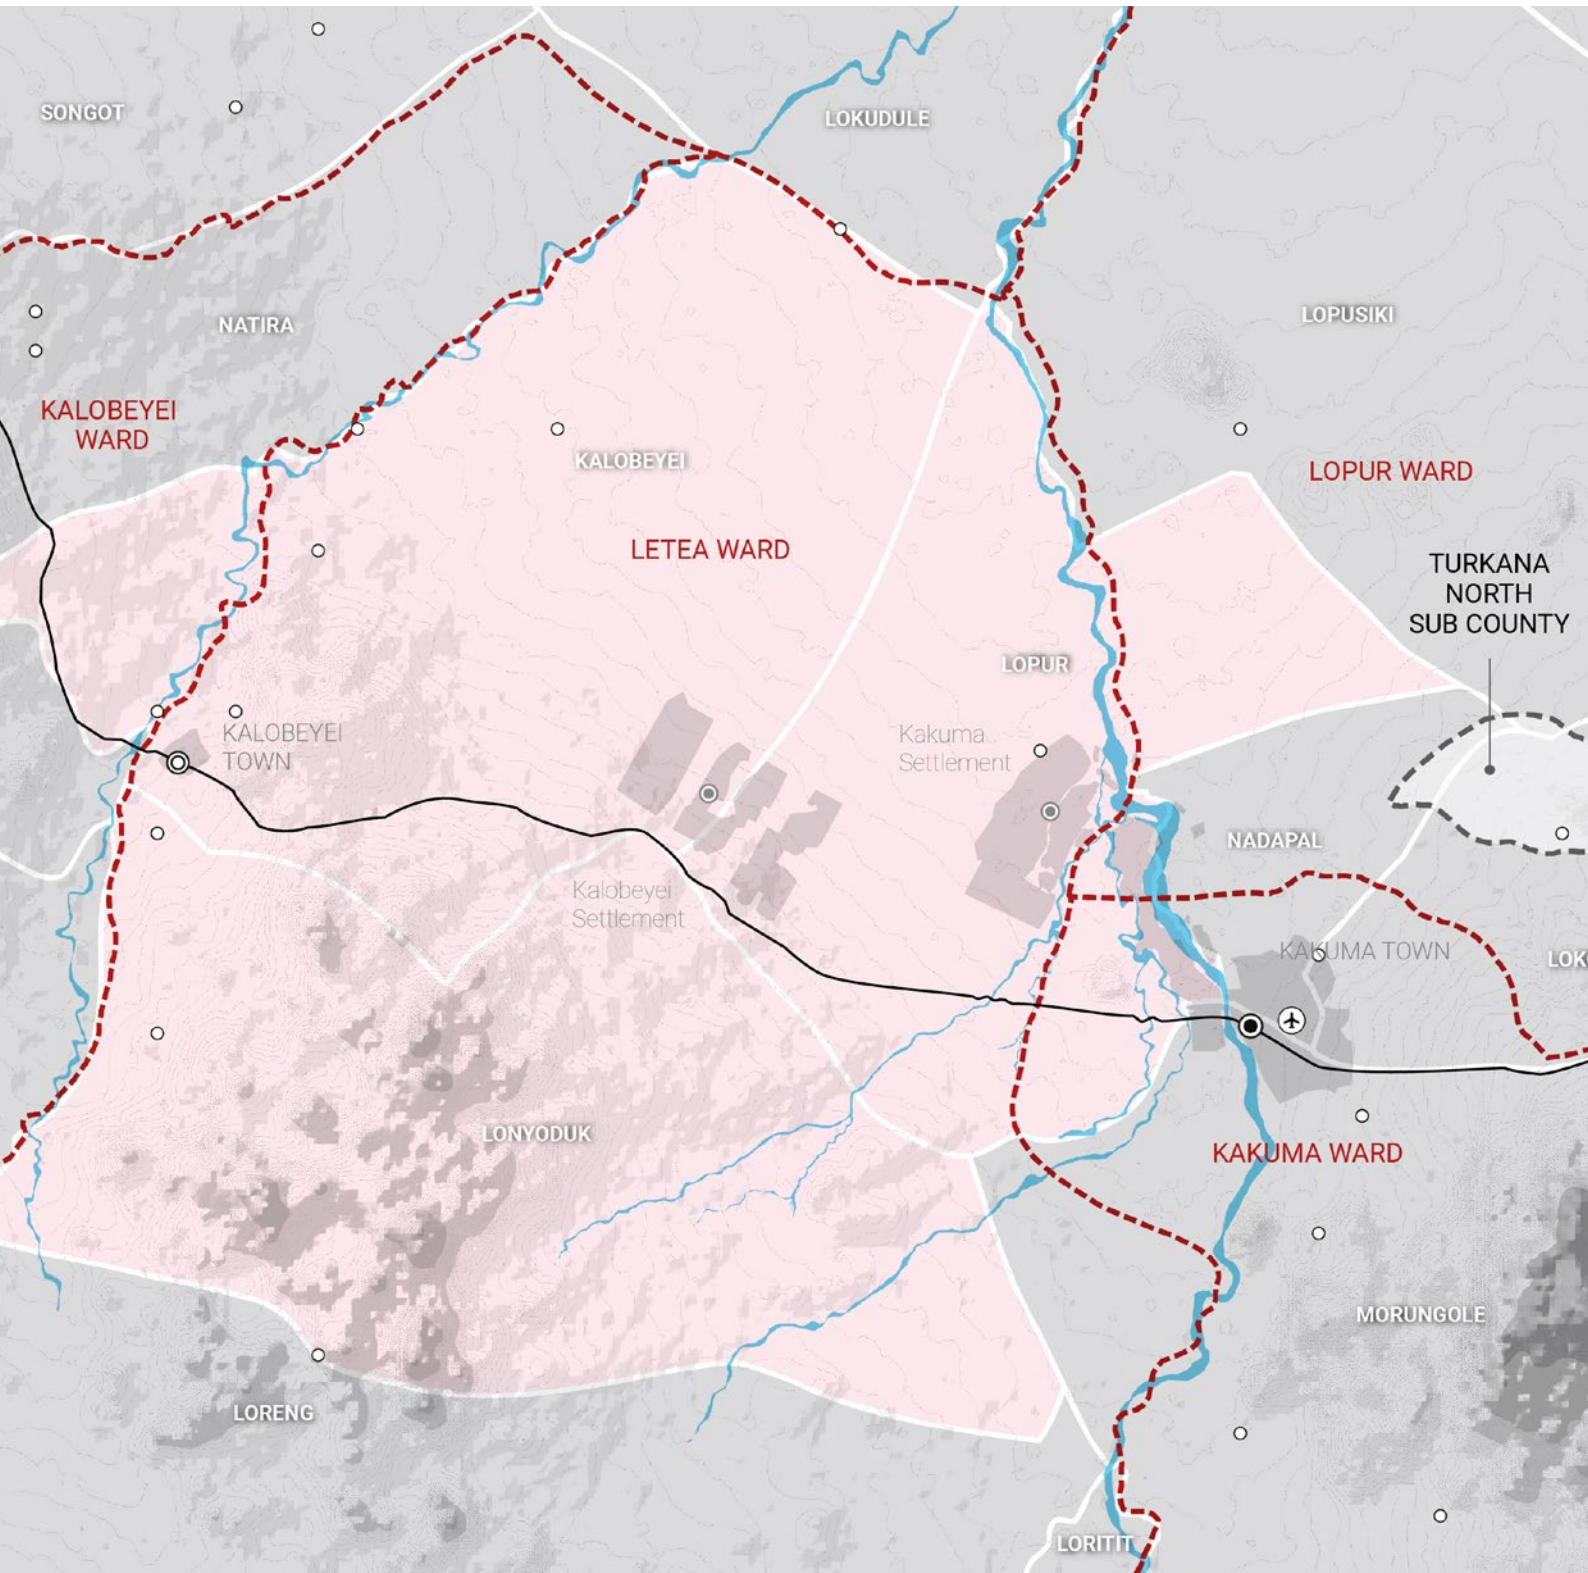 SONGOT
LOKUDULE
NATIRA
LOPUSIKI
KALOBEYEI
WARD
KALOBEYEI
LOPUR WARD
LETEA WARD
TURKANA
NORTH
SUB COUNTY
LOPUR
KALOBEYEI
TOWN
Kakuma
Settlement
NADAPAL
Kalobeyei
Settlement
KAKUMA TOWN
LOK
LONYODUK
KAKUMA WARD
MORUNGOLE
LORENG
LORITIT